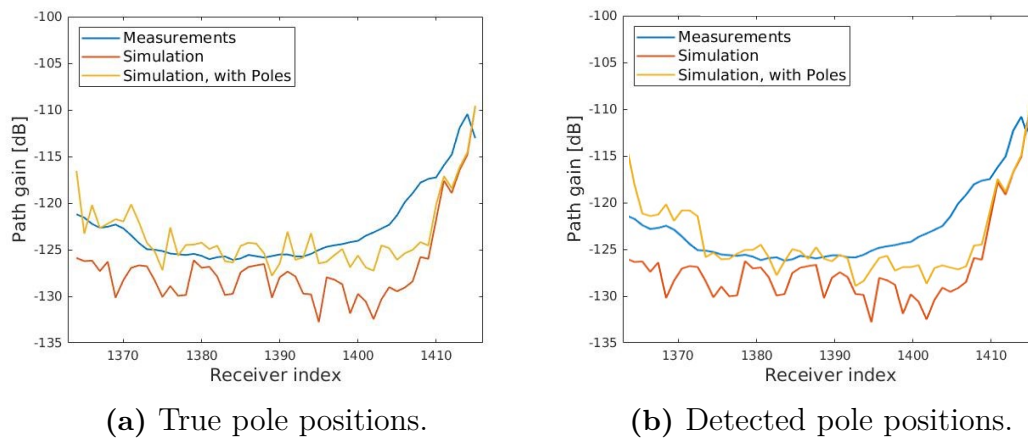 -100
-105
-110
-115
-120
-125
-130
-135
Path gain [dB]
Measurements
Simulation
Simulation, with Poles
1370
1380
1390
1400
1410
Receiver index
(a) True pole positions.
-100
-105
-110
-115
-120
-125
-130
-135
Path gain [dB]
Measurements
Simulation
Simulation, with Poles
1370
1380
1390
1400
1410
Receiver index
(b) Detected pole positions.